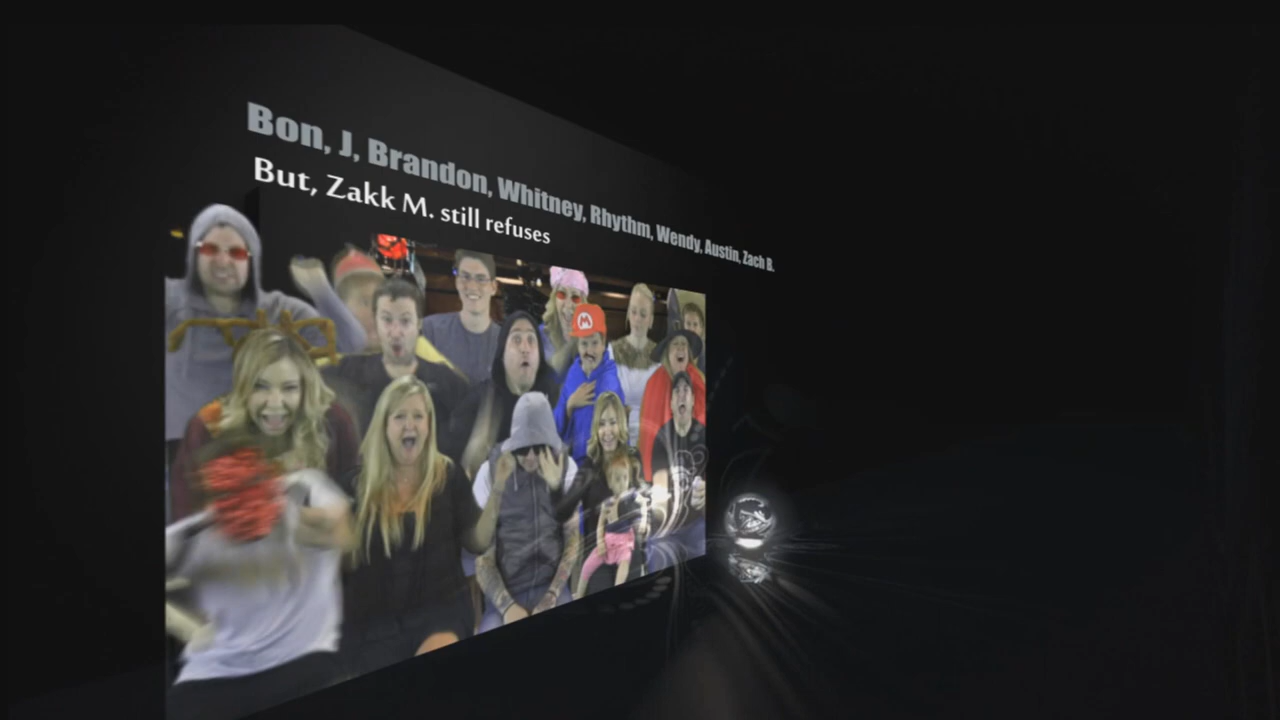 Bon, J, Brandon, Whitney, Rhythm, Wendy, Austin, Zach B.
But, Zakk M. still refuses
M